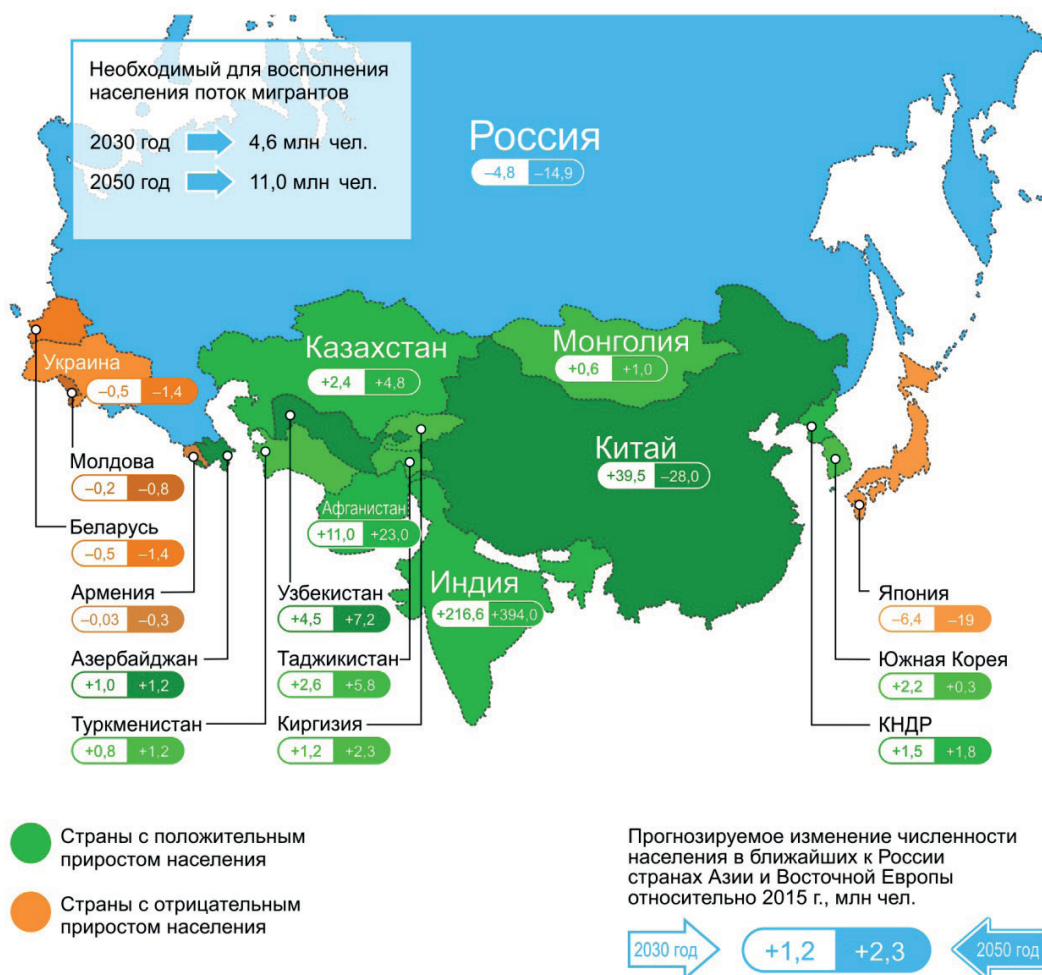 Необходимый для восполнения
населения поток мигрантов
2030 год 4,6 млн чел.
2050 год 11,0 млн чел.
Россия
–4,8 –14,9
Казахстан
+2,4 +4,8
Монголия
+0,6 +1,0
Украина
–0,5 –1,4
Китай
+39,5 –28,0
Молдова
–0,2 –0,8
Афганистан
+11,0 +23,0
Беларусь
–0,5 –1,4
Индия
+216,6 +394,0
Армения
–0,03 –0,3
Узбекистан
+4,5 +7,2
Япония
–6,4 –19
Азербайджан
+1,0 +1,2
Таджикистан
+2,6 +5,8
Южная Корея
+2,2 +0,3
Туркменистан
+0,8 +1,2
Киргизия
+1,2 +2,3
КНДР
+1,5 +1,8
Страны с положительным
приростом населения
Страны с отрицательным
приростом населения
Прогнозируемое изменение численности
населения в ближайших к России
странах Азии и Восточной Европы
относительно 2015 г., млн чел.
2030 год +1,2 +2,3 2050 год